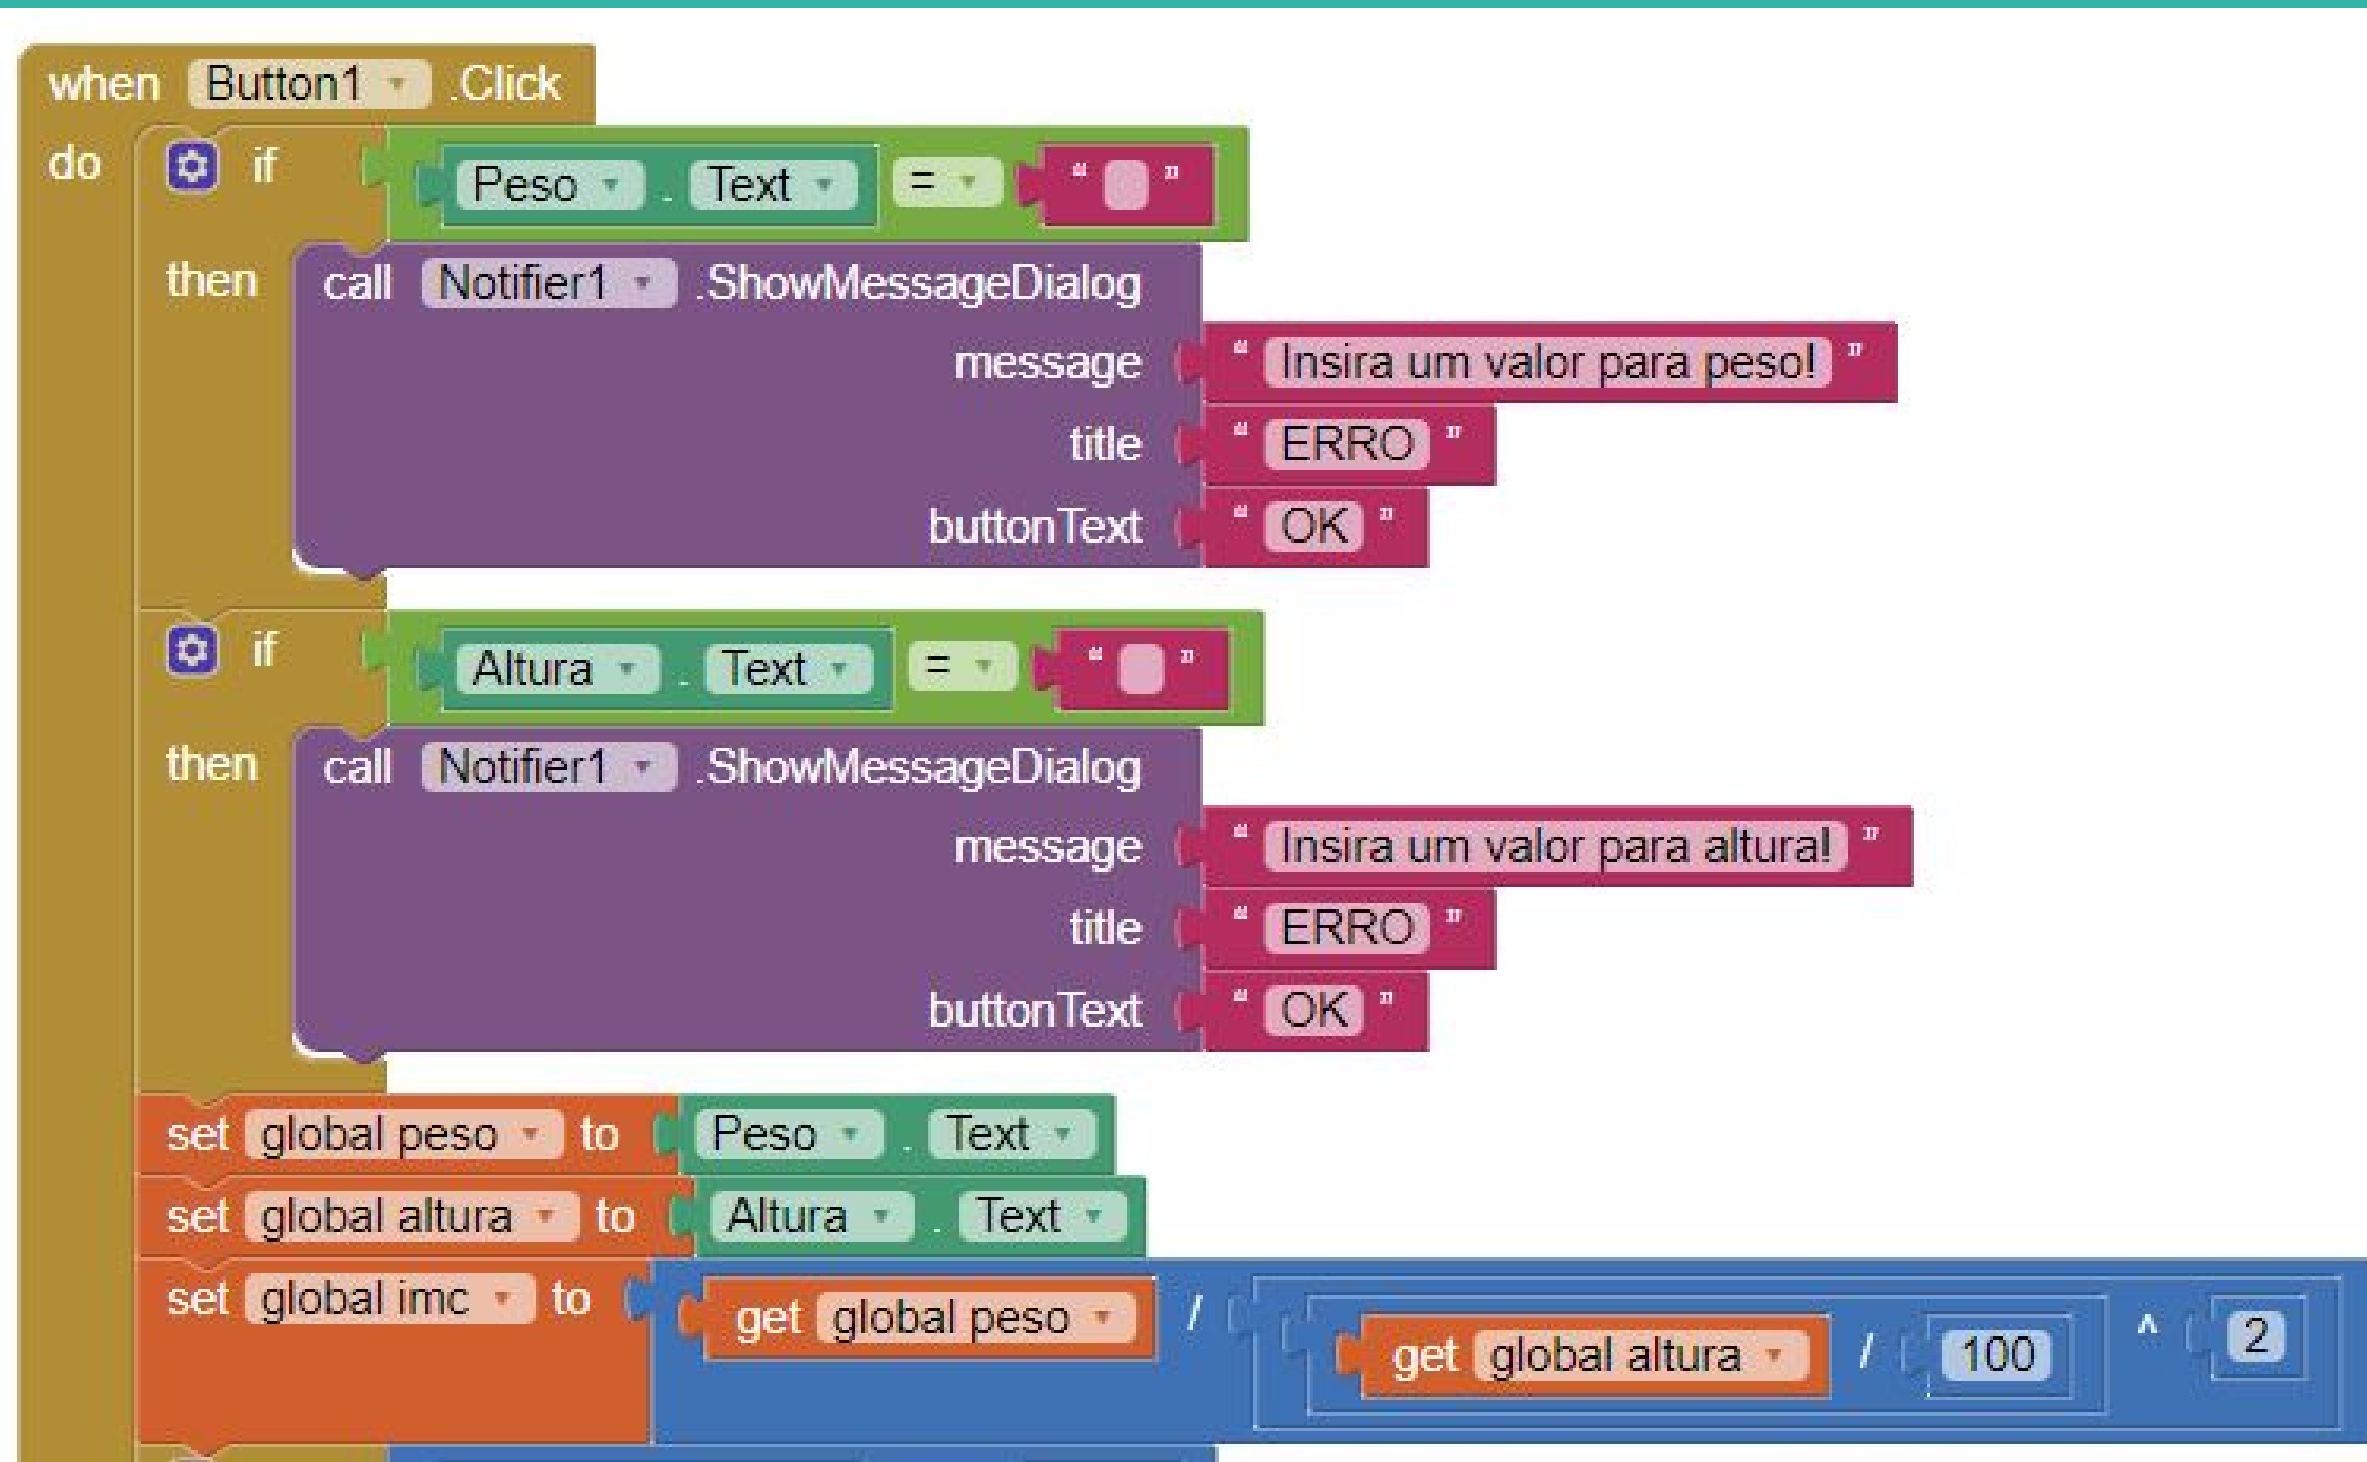 when Button1 .Click
do if Peso . Text = " "
then call Notifier1 .ShowMessageDialog
message " Insira um valor para peso! "
title " ERRO "
buttonText " OK "
if Altura . Text = " "
then call Notifier1 .ShowMessageDialog
message " Insira um valor para altura! "
title " ERRO "
buttonText " OK "
set global peso to Peso . Text
set global altura to Altura . Text
set global imc to get global peso / get global altura / 100 ^ 2